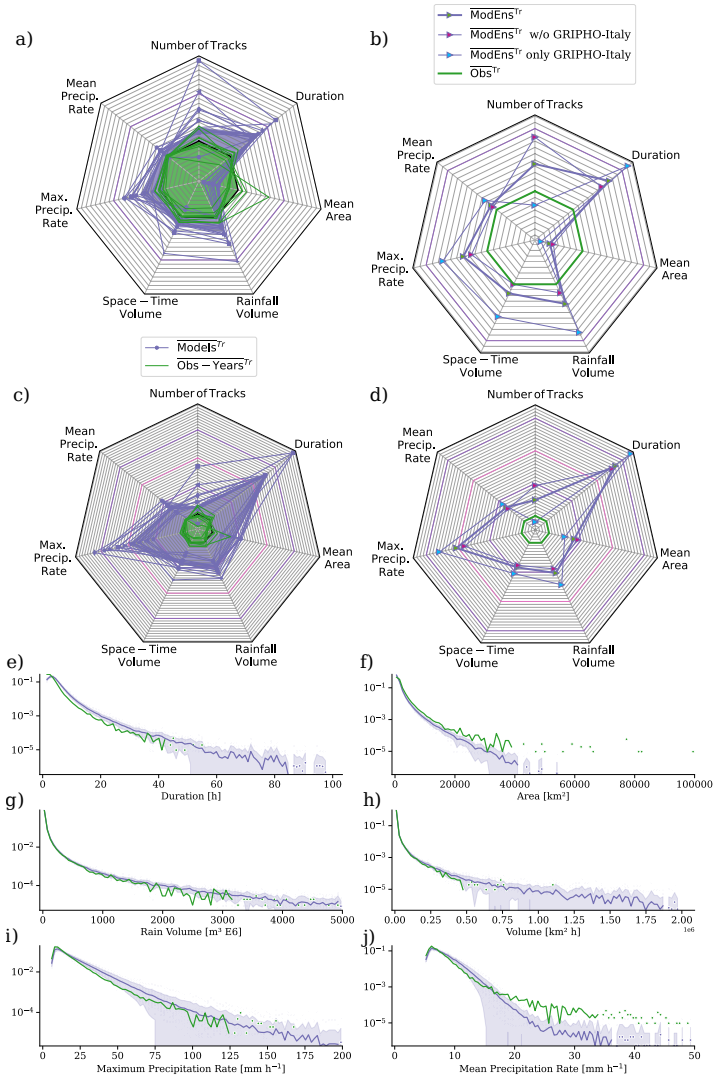 a)
Number of Tracks
Mean
Precip.
Rate
Duration
Max.
Precip.
Rate
Mean
Area
Space – Time
Volume
Rainfall
Volume
Models Tr
Obs – Years Tr
b)
ModEns Tr
ModEns Tr w/o GRIPHO-Italy
ModEns Tr only GRIPHO-Italy
Obs Tr
Number of Tracks
Mean
Precip.
Rate
Duration
Max.
Precip.
Rate
Mean
Area
Space – Time
Volume
Rainfall
Volume
c)
Number of Tracks
Mean
Precip.
Rate
Duration
Max.
Precip.
Rate
Mean
Area
Space – Time
Volume
Rainfall
Volume
d)
Number of Tracks
Mean
Precip.
Rate
Duration
Max.
Precip.
Rate
Mean
Area
Space – Time
Volume
Rainfall
Volume
e)
10⁻¹
10⁻³
10⁻⁵
0 20 40 60 80 100
Duration [h]
f)
10⁻¹
10⁻³
10⁻⁵
0 20000 40000 60000 80000 100000
Area [km²]
g)
10⁻²
10⁻⁴
0 1000 2000 3000 4000 5000
Rain Volume [m³ E6]
h)
10⁻¹
10⁻³
10⁻⁵
0.00 0.25 0.50 0.75 1.00 1.25 1.50 1.75 2.00
1e6
Volume [km² h]
i)
10⁻²
10⁻⁴
0 25 50 75 100 125 150 175 200
Maximum Precipitation Rate [mm h⁻¹]
j)
10⁻¹
10⁻³
10⁻⁵
0 10 20 30 40 50
Mean Precipitation Rate [mm h⁻¹]